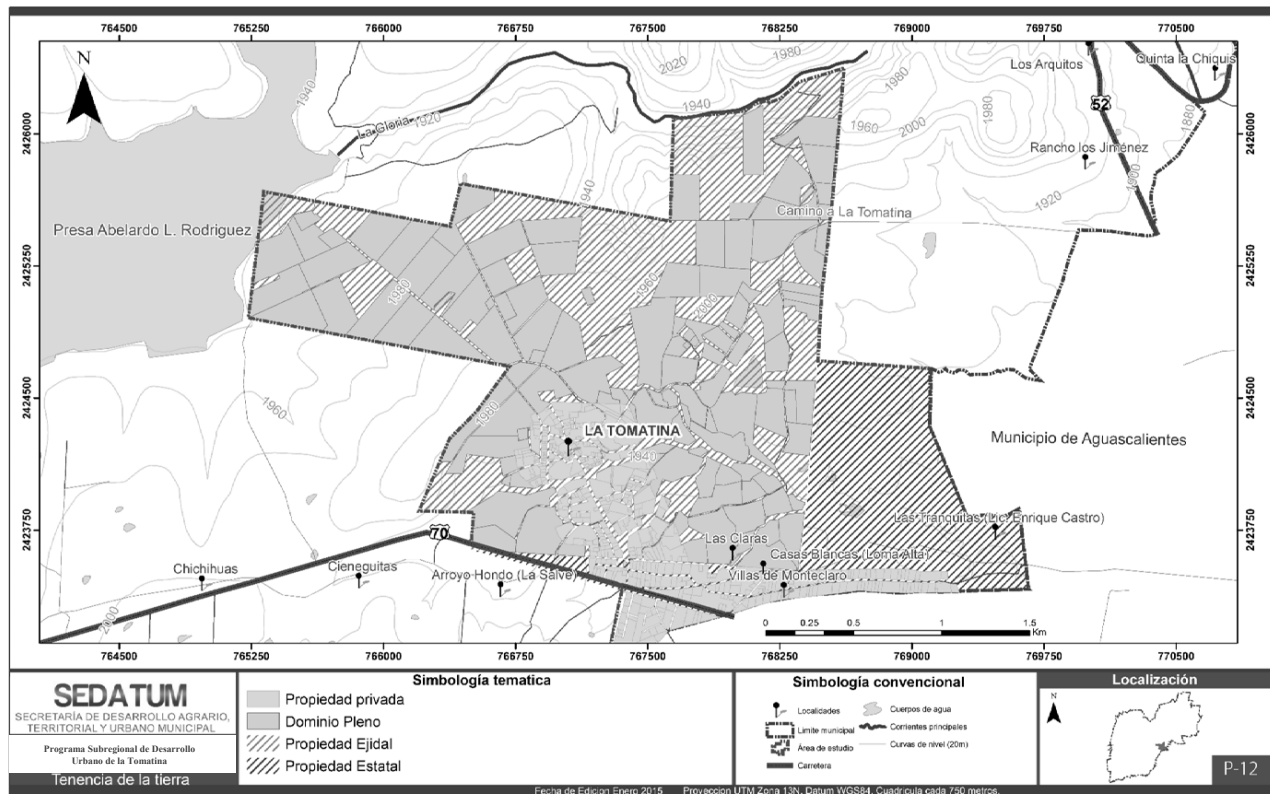 764500 765250 766000 766750 767500 768250 769000 769750 770500
2426000
2425250
2424500
2423750
2426000
2425250
2424500
2423750
N
1940
La Gloria
1920
2020
1980
1940
1940
1980
1960
2000
1980
Los Arquitos
52
Quinta la Chiquis
1880
Rancho los Jiménez
1900
1920
Presa Abelardo L. Rodriguez
Camino a La Tomatina
1980
1960
2000
1960
1980
LA TOMATINA
1940
Municipio de Aguascalientes
70
Las Tranquitas (Lic. Enrique Castro)
Las Claras
Casas Blancas (Loma Alta)
Villas de Monteclaro
Chichihuas
Cieneguitas
Arroyo Hondo (La Salve)
2000
0 0.25 0.5 1 1.5
Km
764500 765250 766000 766750 767500 768250 769000 769750 770500
SEDATUM
SECRETARÍA DE DESARROLLO AGRARIO,
TERRITORIAL Y URBANO MUNICIPAL
Programa Subregional de Desarrollo
Urbano de la Tomatina
Tenencia de la tierra
Simbología tematica
Propiedad privada
Dominio Pleno
Propiedad Ejidal
Propiedad Estatal
Simbología convencional
Localidades
Limite municipal
Área de estudio
Carretera
Cuerpos de agua
Corrientes principales
Curvas de nivel (20m)
Localización
N
P-12
Fecha de Edicion Enero 2015 Proyeccion UTM Zona 13N, Datum WGS84. Cuadricula cada 750 metros.